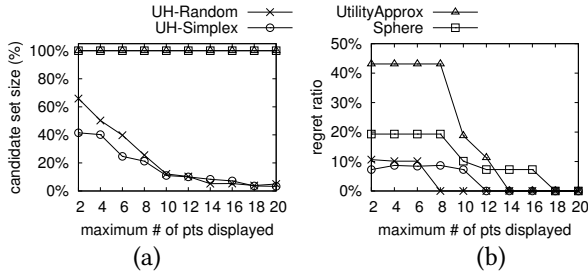 UH-Random
UH-Simplex
UtilityApprox
Sphere
candidate set size (%)
100%
80%
60%
40%
20%
0%
2 4 6 8 10 12 14 16 18 20
maximum # of pts displayed
(a)
regret ratio
50%
40%
30%
20%
10%
0%
2 4 6 8 10 12 14 16 18 20
maximum # of pts displayed
(b)